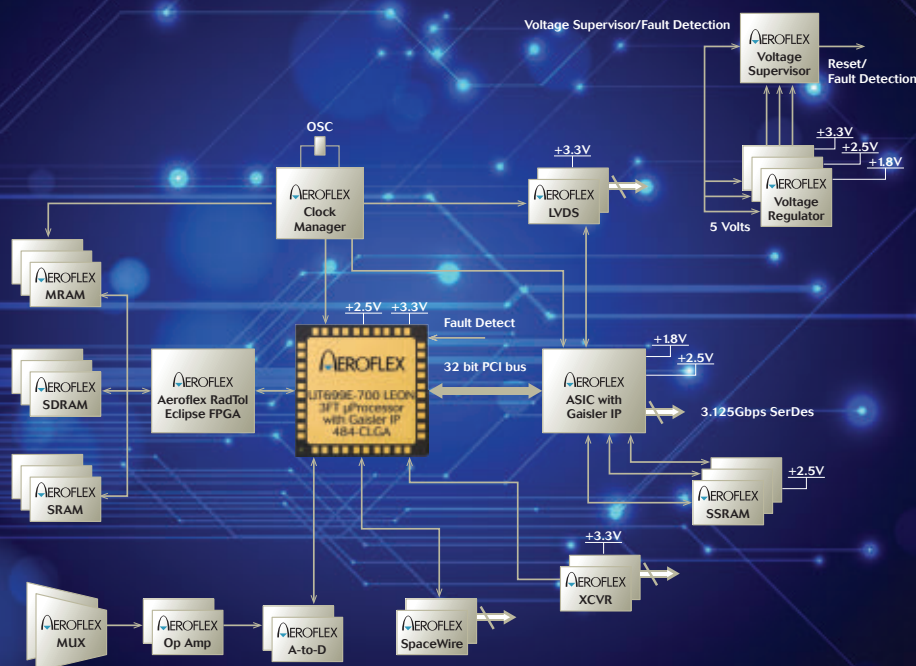 Voltage Supervisor/Fault Detection
AEROFLEX
Voltage
Supervisor
Reset/
Fault Detection
+3.3V
+2.5V
+1.8V
AEROFLEX
Voltage
Regulator
5 Volts
OSC
AEROFLEX
Clock
Manager
+3.3V
AEROFLEX
LVDS
AEROFLEX
MRAM
AEROFLEX
SDRAM
AEROFLEX
SRAM
AEROFLEX
Aeroflex RadTol
Eclipse FPGA
+2.5V
+3.3V
Fault Detect
AEROFLEX
UT699E-700 LEON
3FT µProcessor
with Gaisler IP
484-CLGA
32 bit PCI bus
AEROFLEX
ASIC with
Gaisler IP
+1.8V
+2.5V
3.125Gbps SerDes
AEROFLEX
SSRAM
+2.5V
+3.3V
AEROFLEX
XCVR
AEROFLEX
MUX
AEROFLEX
Op Amp
AEROFLEX
A-to-D
AEROFLEX
SpaceWire